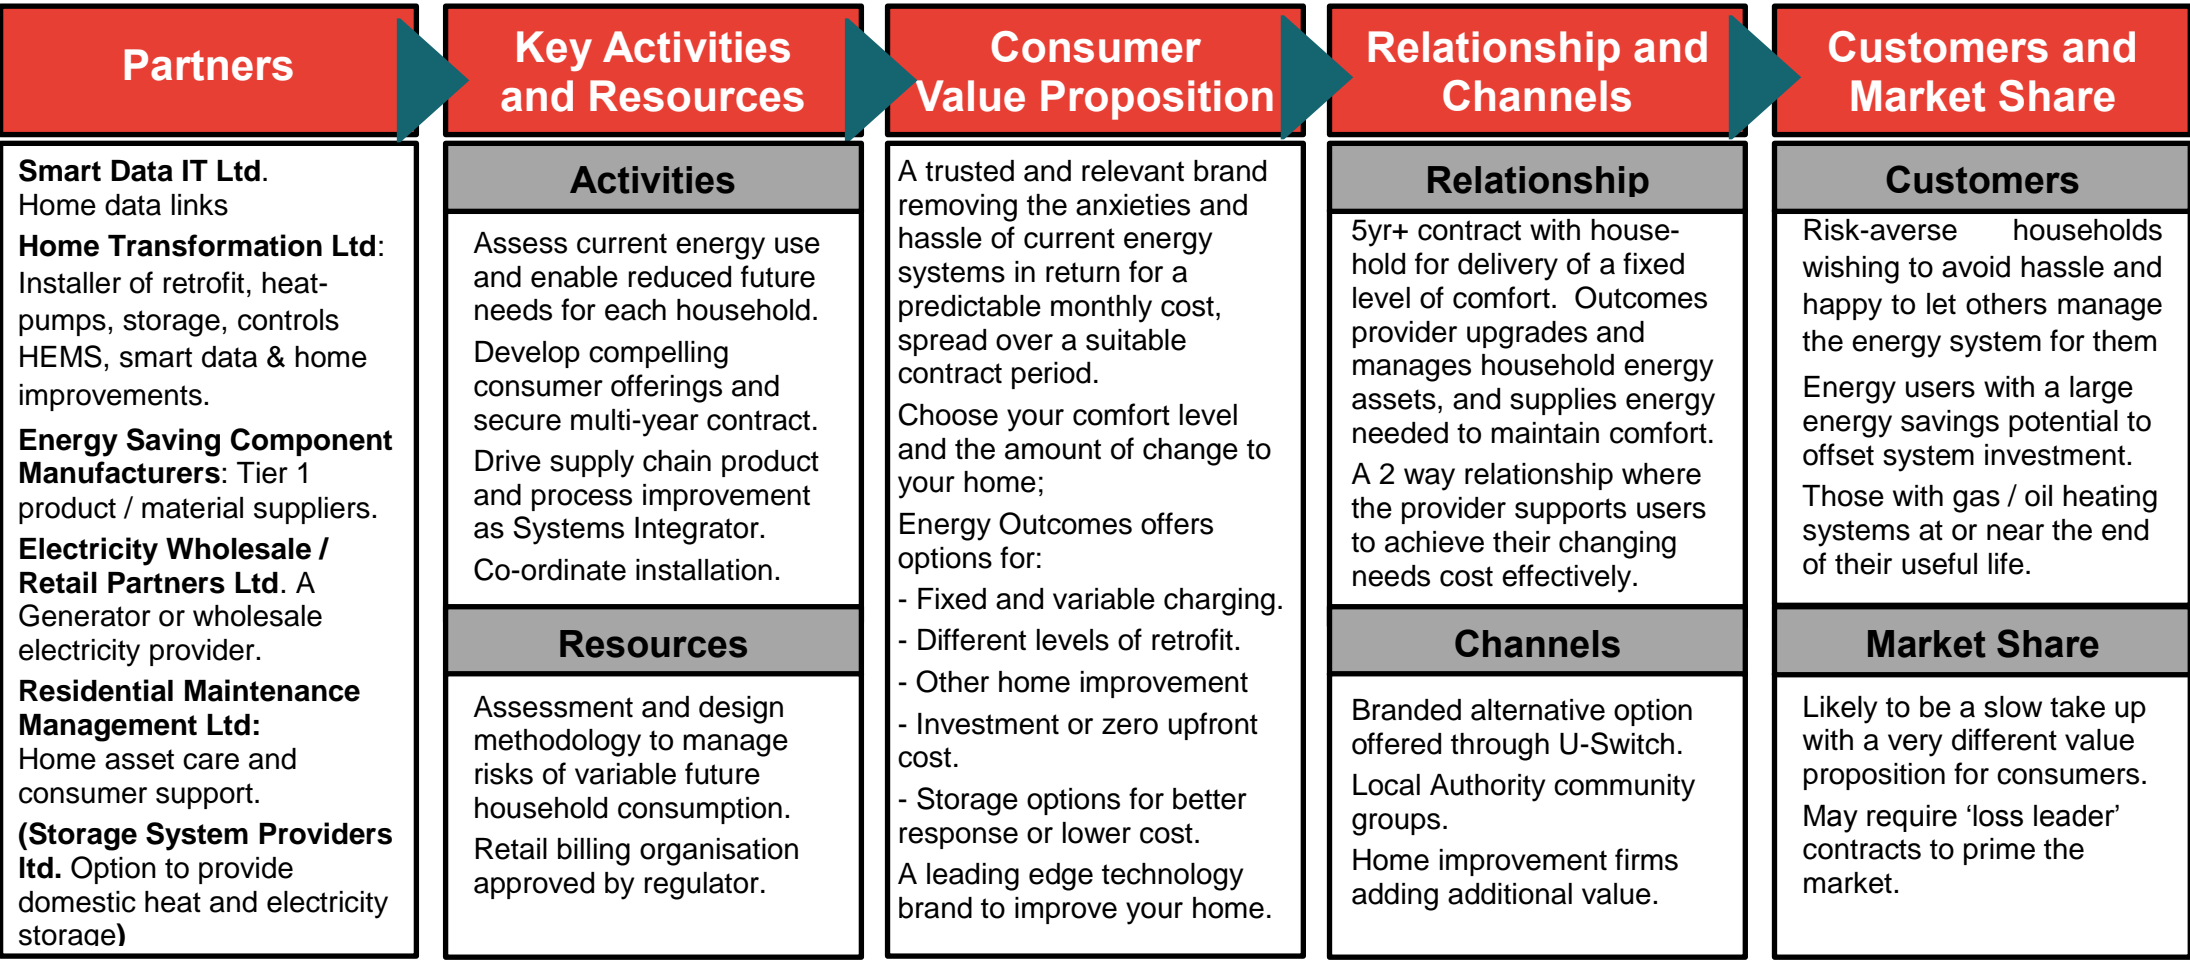 Partners
Key Activities
and Resources
Consumer
Value Proposition
Relationship and
Channels
Customers and
Market Share
Smart Data IT Ltd.
Home data links
Home Transformation Ltd:
Installer of retrofit, heat-
pumps, storage, controls
HEMS, smart data & home
improvements.
Energy Saving Component
Manufacturers: Tier 1
product / material suppliers.
Electricity Wholesale /
Retail Partners Ltd. A
Generator or wholesale
electricity provider.
Residential Maintenance
Management Ltd:
Home asset care and
consumer support.
(Storage System Providers
ltd. Option to provide
domestic heat and electricity
storage)
Activities
Assess current energy use
and enable reduced future
needs for each household.
Develop compelling
consumer offerings and
secure multi-year contract.
Drive supply chain product
and process improvement
as Systems Integrator.
Co-ordinate installation.
Resources
Assessment and design
methodology to manage
risks of variable future
household consumption.
Retail billing organisation
approved by regulator.
A trusted and relevant brand
removing the anxieties and
hassle of current energy
systems in return for a
predictable monthly cost,
spread over a suitable
contract period.
Choose your comfort level
and the amount of change to
your home;
Energy Outcomes offers
options for:
- Fixed and variable charging.
- Different levels of retrofit.
- Other home improvement
- Investment or zero upfront
cost.
- Storage options for better
response or lower cost.
A leading edge technology
brand to improve your home.
Relationship
5yr+ contract with house-
hold for delivery of a fixed
level of comfort.  Outcomes
provider upgrades and
manages household energy
assets, and supplies energy
needed to maintain comfort.
A 2 way relationship where
the provider supports users
to achieve their changing
needs cost effectively.
Channels
Branded alternative option
offered through U-Switch.
Local Authority community
groups.
Home improvement firms
adding additional value.
Customers
Risk-averse households
wishing to avoid hassle and
happy to let others manage
the energy system for them
Energy users with a large
energy savings potential to
offset system investment.
Those with gas / oil heating
systems at or near the end
of their useful life.
Market Share
Likely to be a slow take up
with a very different value
proposition for consumers.
May require ‘loss leader’
contracts to prime the
market.